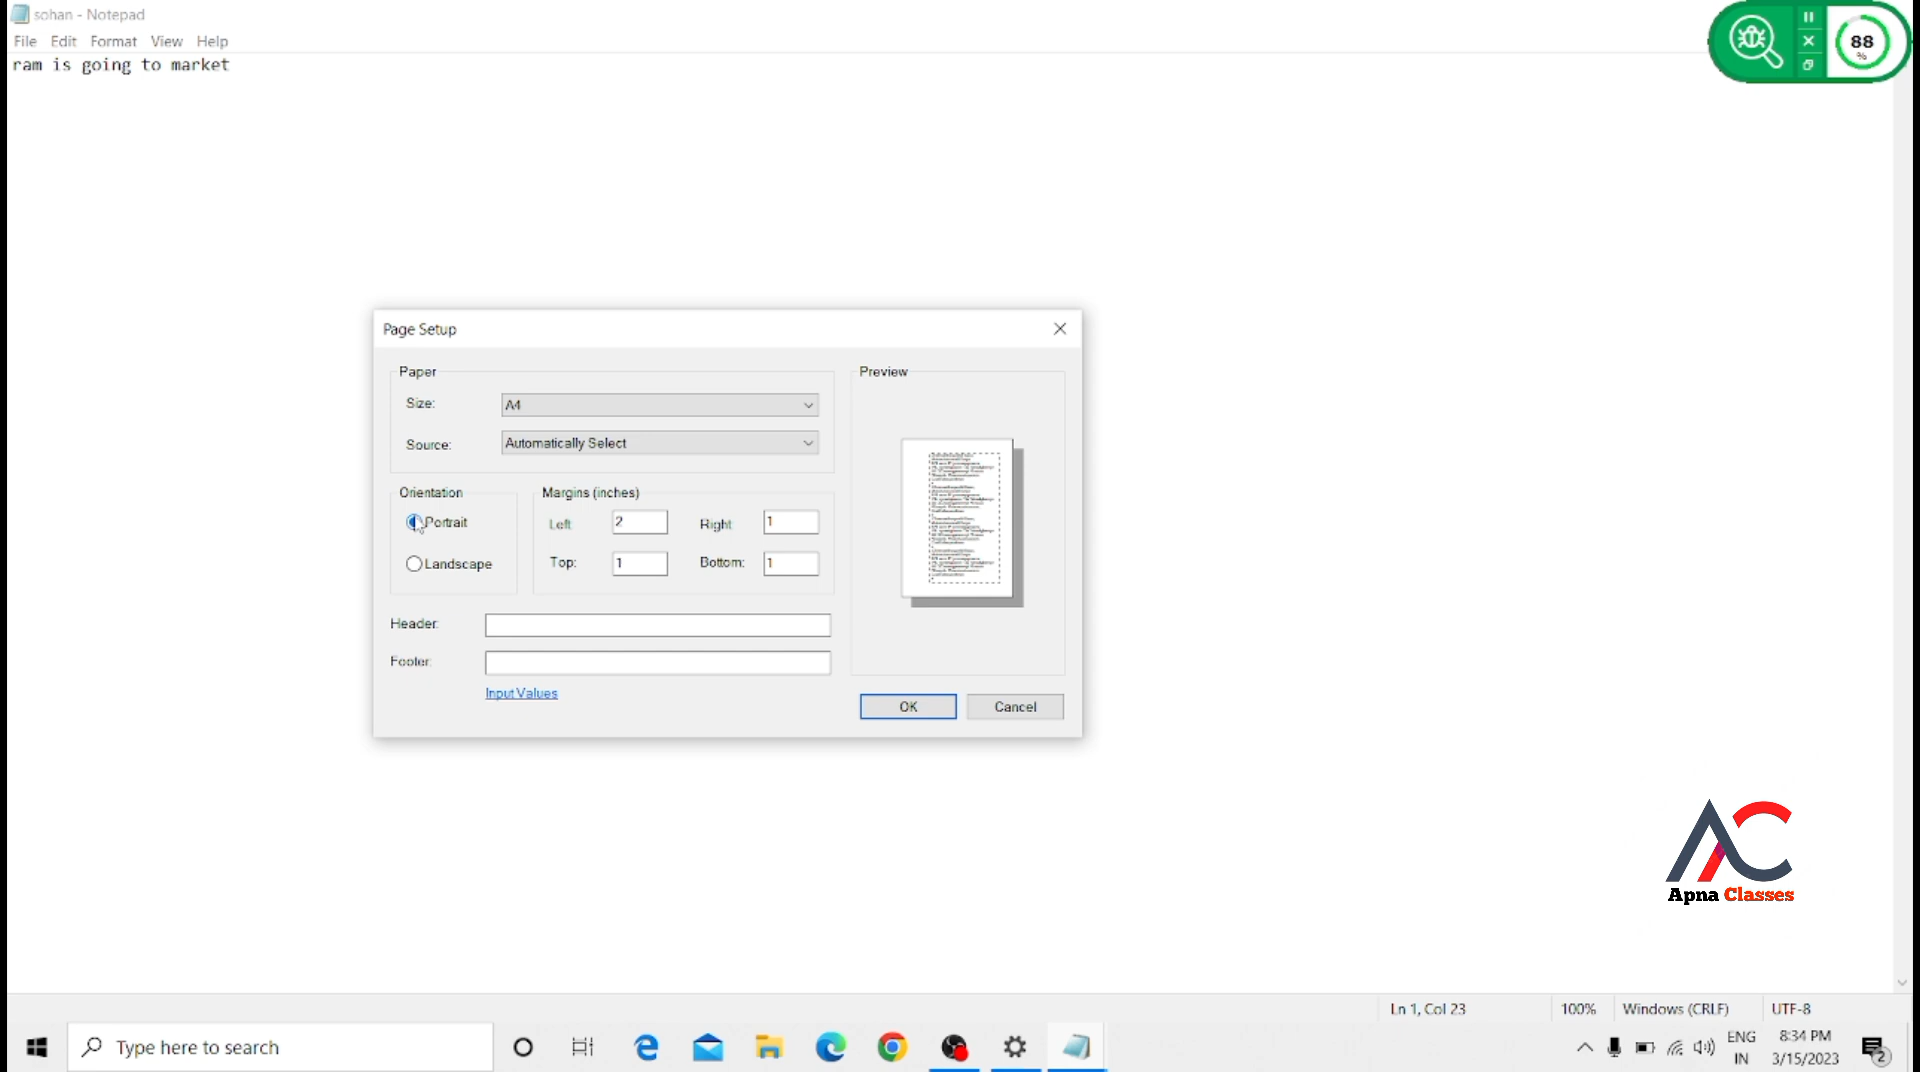 sohan - Notepad
File Edit Format View Help
ram is going to market
88
%
Page Setup
Paper
Size: A4
Source: Automatically Select
Preview
Orientation
Portrait
Landscape
Margins (inches)
Left 2 Right 1
Top: 1 Bottom: 1
Header:
Footer:
Input Values
OK Cancel
Apna Classes
Ln 1, Col 23 100% Windows (CRLF) UTF-8
Type here to search
ENG
IN
8:34 PM
3/15/2023
2